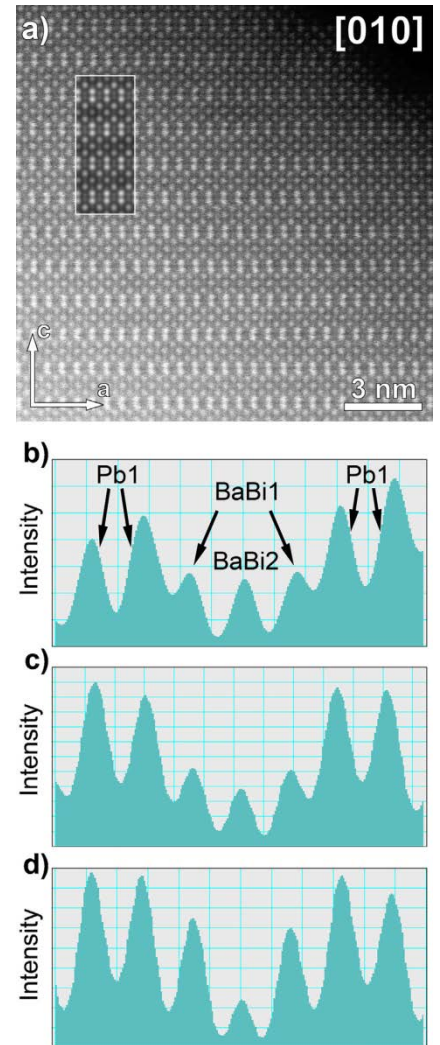 a) [010]
c
a
3 nm
b)
Pb1 Pb1
BaBi1
BaBi2
Intensity
c)
Intensity
d)
Intensity